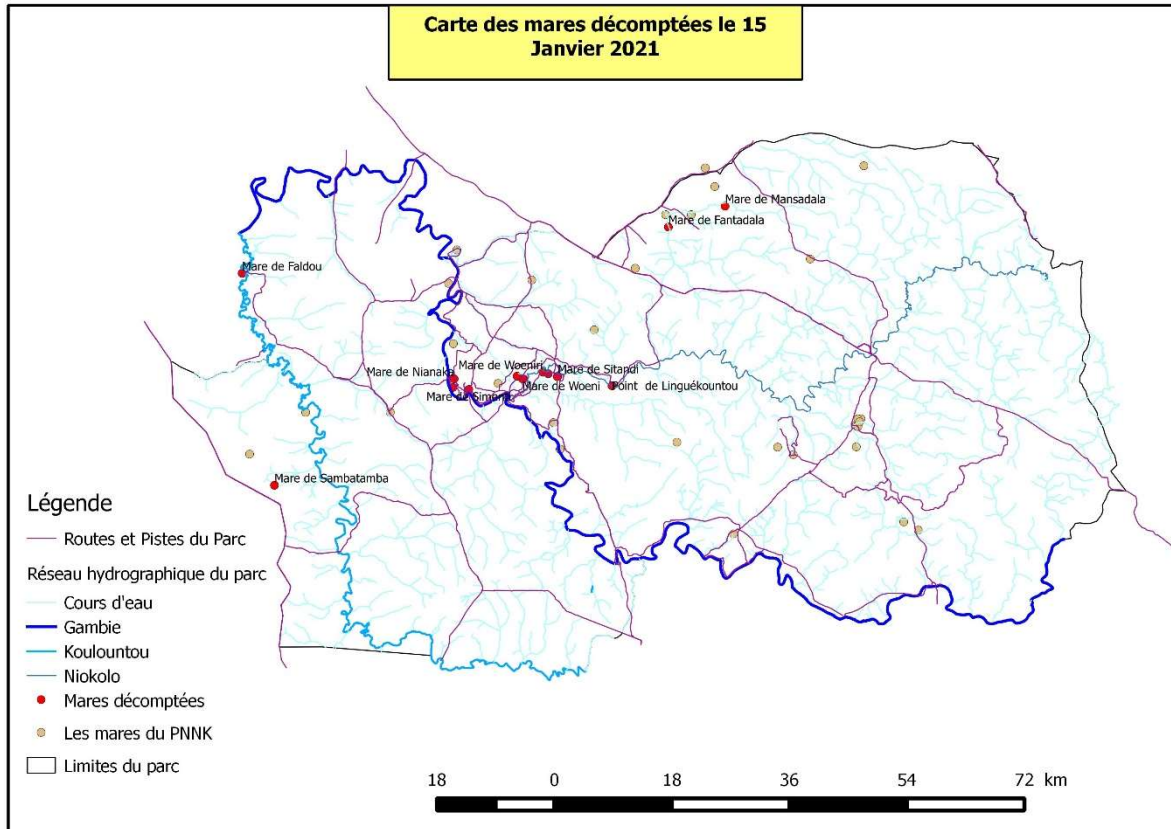 Carte des mares décomptées le 15
Janvier 2021
Mare de Mansadala
Mare de Fantadala
Mare de Faldou
Mare de Woeniri
Mare de Sitandi
Mare de Nianaka
Mare de Woeni
Point de Linguékountou
Mare de Simenti
Mare de Sambatamba
Légende
Routes et Pistes du Parc
Réseau hydrographique du parc
Cours d'eau
Gambie
Koulountou
Niokolo
Mares décomptées
Les mares du PNNK
Limites du parc
18 0 18 36 54 72 km